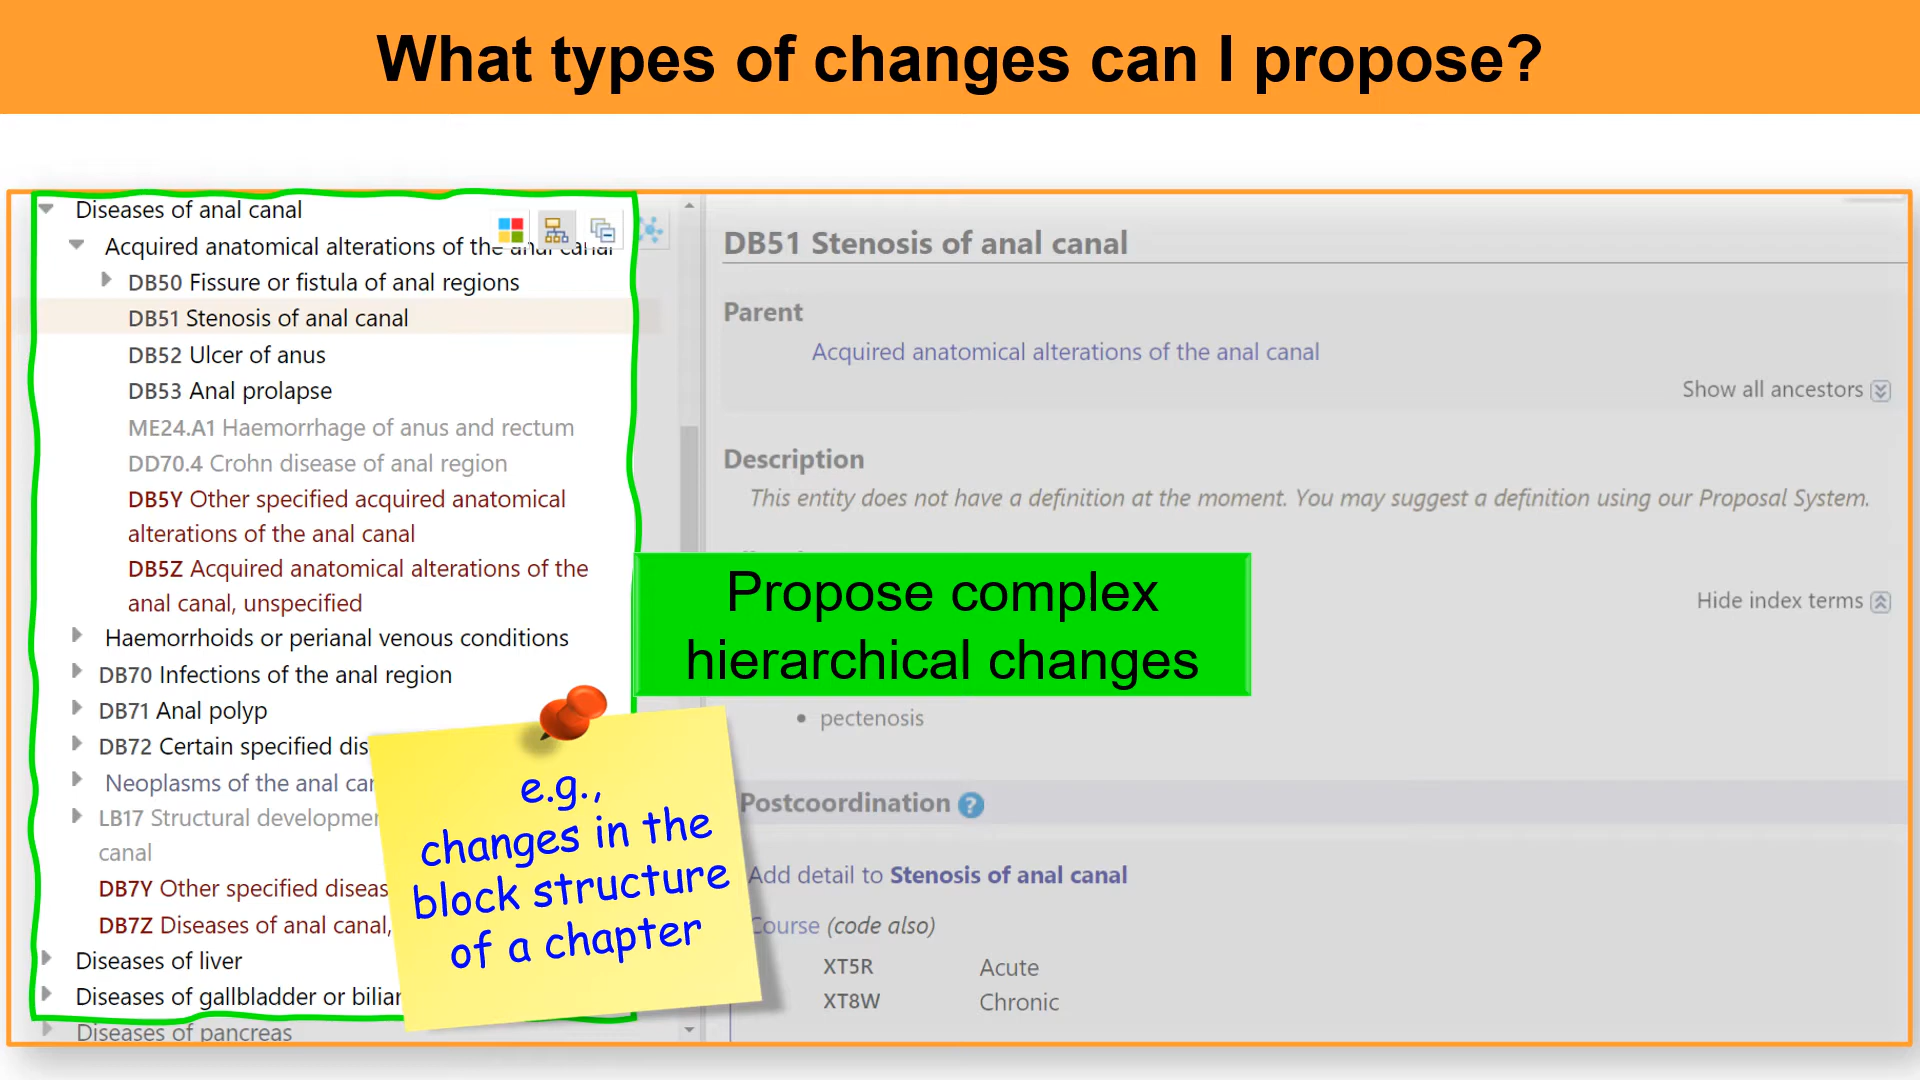 What types of changes can I propose?
Diseases of anal canal
Acquired anatomical alterations of the anal canal
DB50 Fissure or fistula of anal regions
DB51 Stenosis of anal canal
DB52 Ulcer of anus
DB53 Anal prolapse
ME24.A1 Haemorrhage of anus and rectum
DD70.4 Crohn disease of anal region
DB5Y Other specified acquired anatomical
alterations of the anal canal
DB5Z Acquired anatomical alterations of the
anal canal, unspecified
Haemorrhoids or perianal venous conditions
DB70 Infections of the anal region
DB71 Anal polyp
DB72 Certain specified
Neoplasms of the anal
LB17 Structural
canal
DB7Y Other specified
DB7Z Diseases of anal canal,
Diseases of liver
Diseases of gallbladder or
Diseases of pancreas
DB51 Stenosis of anal canal
Parent
Acquired anatomical alterations of the anal canal
Show all ancestors
Description
This entity does not have a definition at the moment. You may suggest a definition using our Proposal System.
Propose complex
hierarchical changes
Hide index terms
pectenosis
Postcoordination ?
Add detail to Stenosis of anal canal
Course (code also)
XT5R Acute
XT8W Chronic
e.g.,
changes in the
block structure
of a chapter